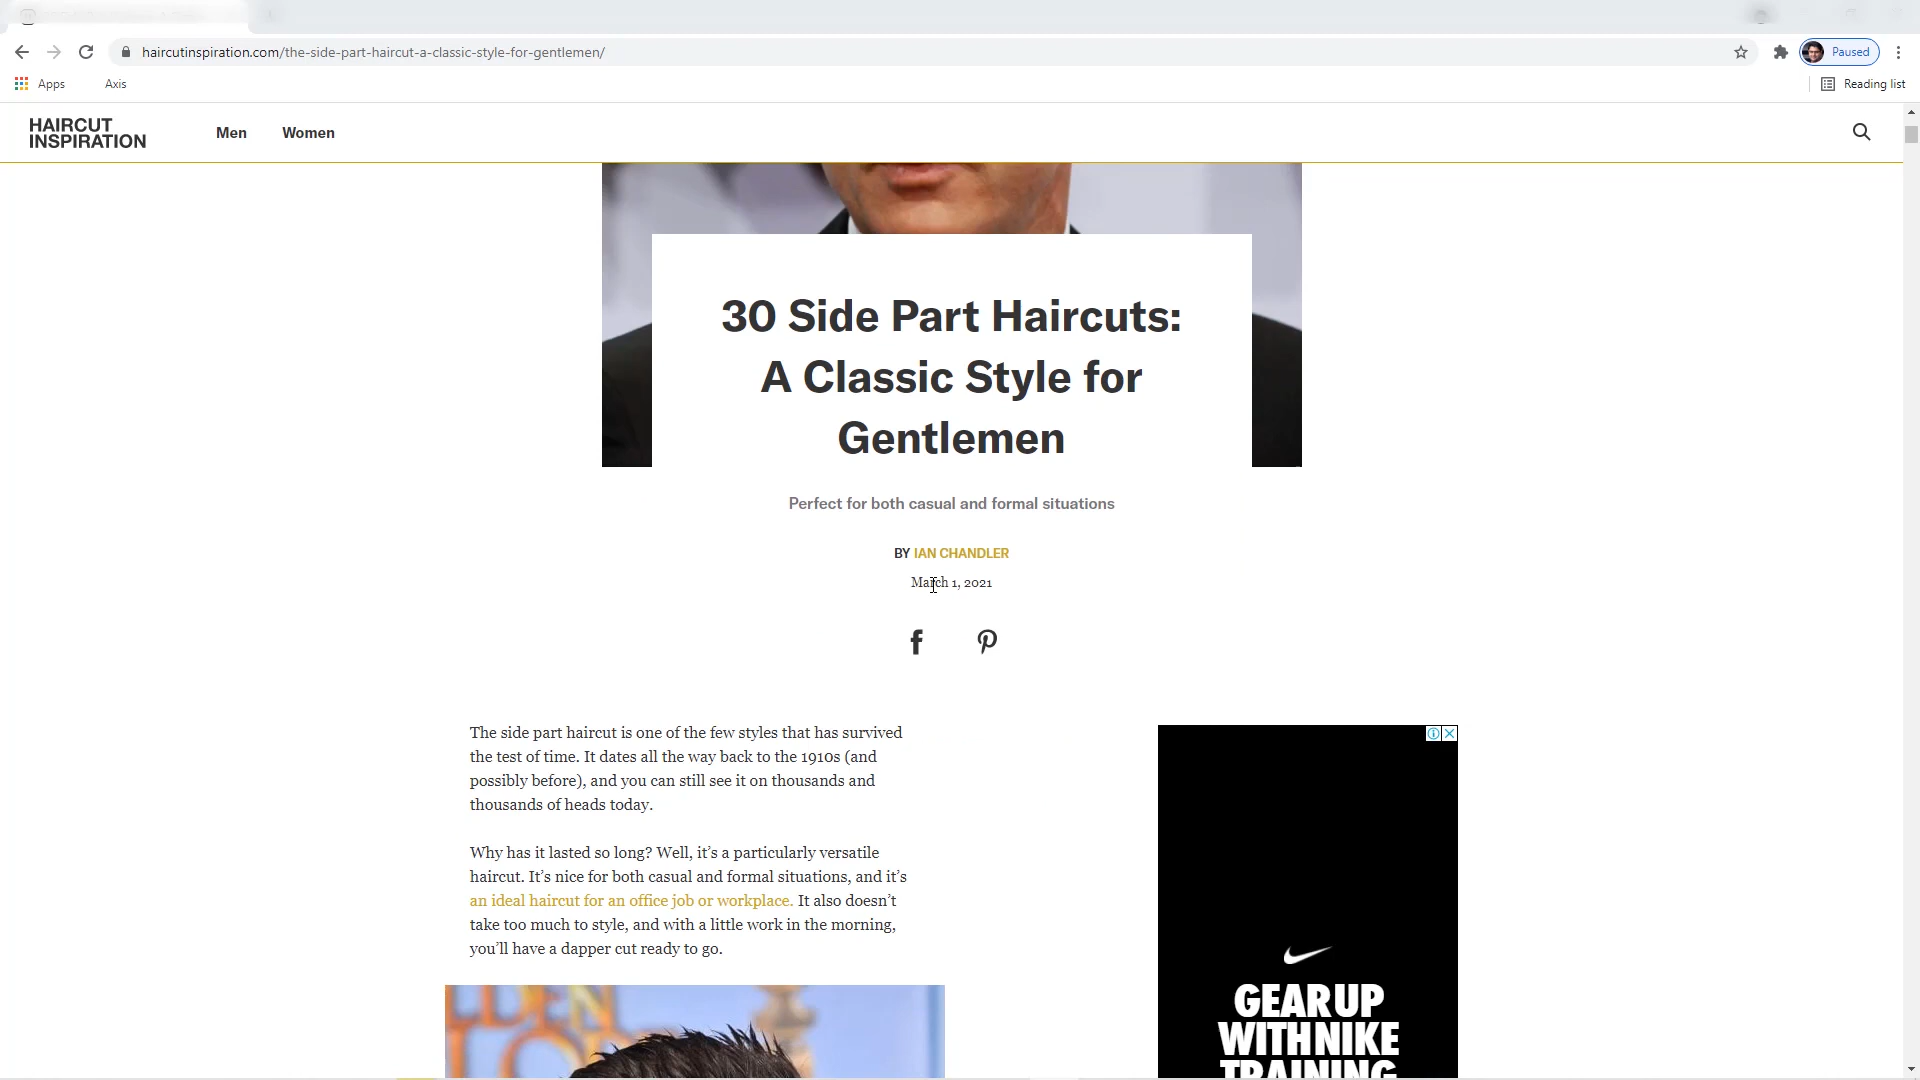 haircutinspiration.com/the-side-part-haircut-a-classic-style-for-gentlemen/
Paused
Apps
Axis
Reading list
HAIRCUT
INSPIRATION
Men
Women
30 Side Part Haircuts:
A Classic Style for
Gentlemen
Perfect for both casual and formal situations
BY IAN CHANDLER
March 1, 2021
The side part haircut is one of the few styles that has survived
the test of time. It dates all the way back to the 1910s (and
possibly before), and you can still see it on thousands and
thousands of heads today.
Why has it lasted so long? Well, it’s a particularly versatile
haircut. It’s nice for both casual and formal situations, and it’s
an ideal haircut for an office job or workplace. It also doesn’t
take too much to style, and with a little work in the morning,
you’ll have a dapper cut ready to go.
GEAR UP
WITH NIKE
TRAINING